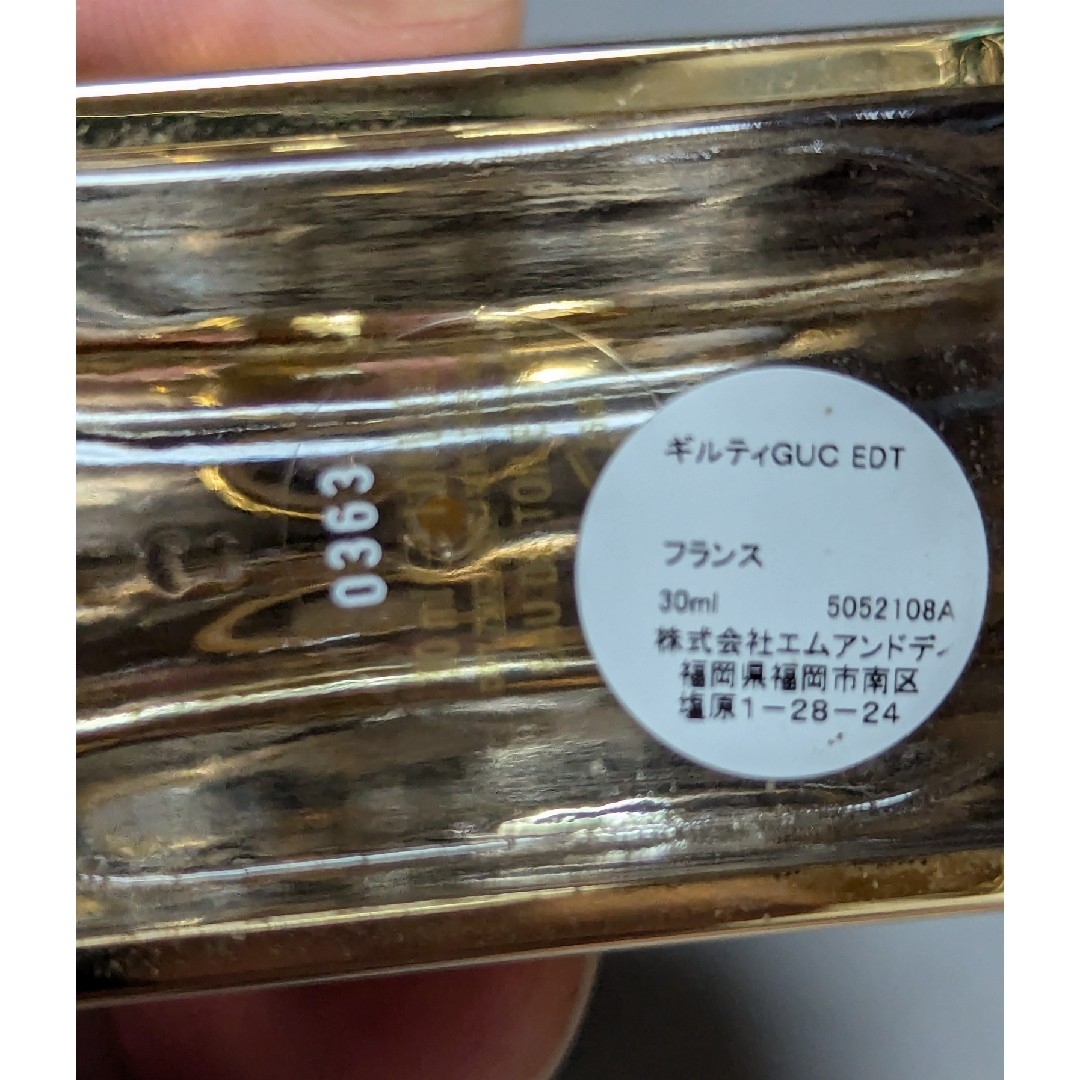 ギルティGUC EDT
フランス
30ml 5052108A
株式会社エムアンドディ
福岡県福岡市南区
塩原1-28-24
0363